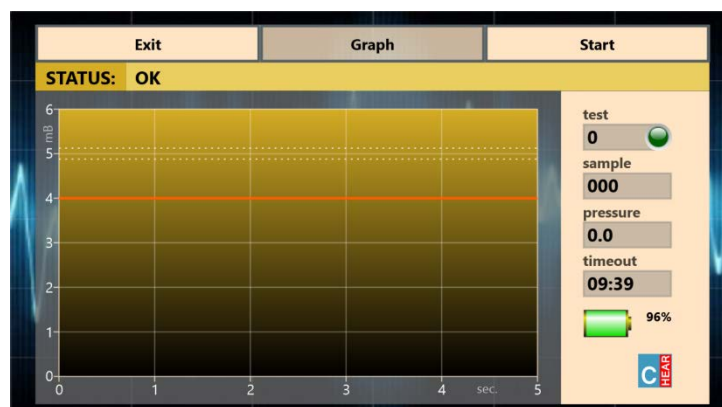 Exit Graph Start
STATUS: OK
6
mB
5
4
3
2
1
0
0 1 2 3 4 sec. 5
test
0
sample
000
pressure
0.0
timeout
09:39
96%
C HEAR